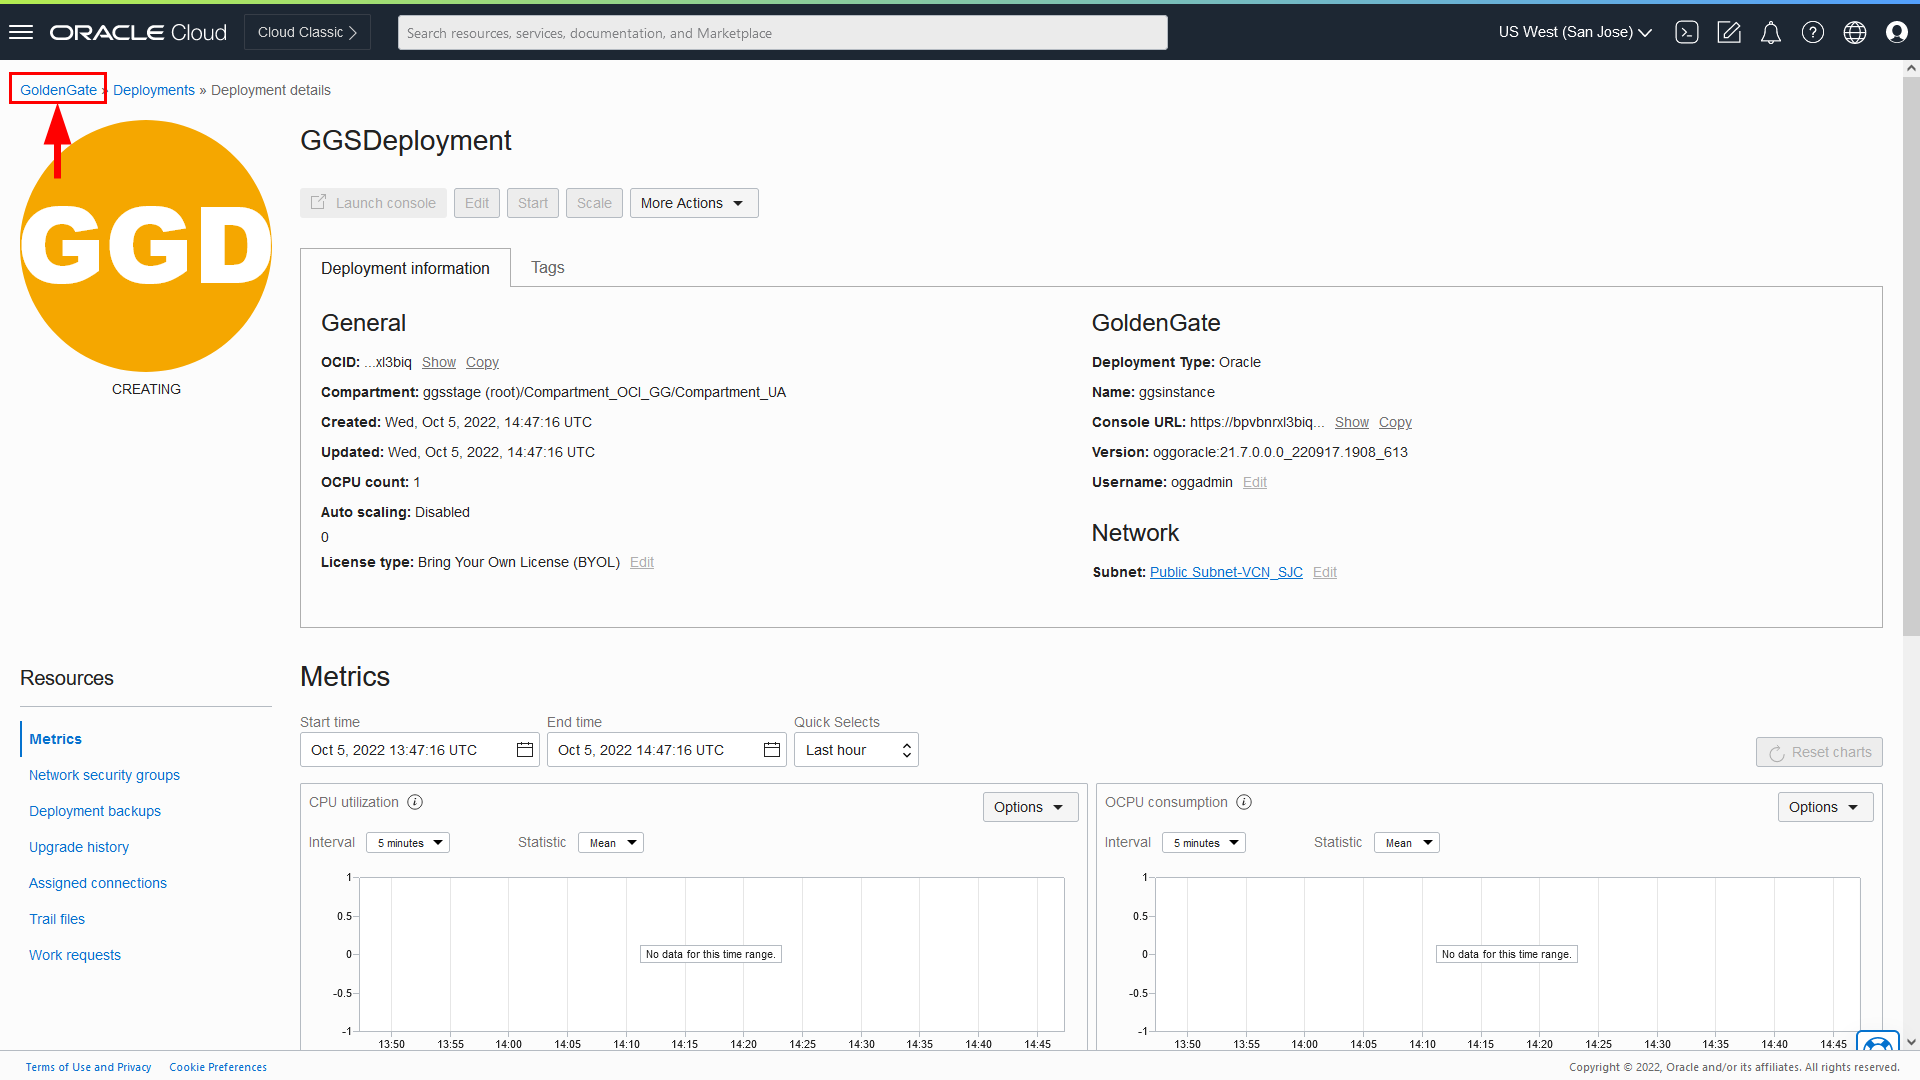 ORACLE Cloud
Cloud Classic
Search resources, services, documentation, and Marketplace
US West (San Jose)
GoldenGate » Deployments » Deployment details
GGD
CREATING
GGSDeployment
Launch console
Edit
Start
Scale
More Actions
Deployment information
Tags
General
OCID: ...xl3biq Show Copy
Compartment: ggsstage (root)/Compartment_OCI_GG/Compartment_UA
Created: Wed, Oct 5, 2022, 14:47:16 UTC
Updated: Wed, Oct 5, 2022, 14:47:16 UTC
OCPU count: 1
Auto scaling: Disabled
0
License type: Bring Your Own License (BYOL) Edit
GoldenGate
Deployment Type: Oracle
Name: ggsinstance
Console URL: https://bpvbnrxl3biq... Show Copy
Version: oggoracle:21.7.0.0.0_220917.1908_613
Username: oggadmin Edit
Network
Subnet: Public Subnet-VCN_SJC Edit
Resources
Metrics
Network security groups
Deployment backups
Upgrade history
Assigned connections
Trail files
Work requests
Metrics
Start time
Oct 5, 2022 13:47:16 UTC
End time
Oct 5, 2022 14:47:16 UTC
Quick Selects
Last hour
Reset charts
CPU utilization
Options
Interval 5 minutes Statistic Mean
1
0.5
0
-0.5
-1
No data for this time range.
13:50 13:55 14:00 14:05 14:10 14:15 14:20 14:25 14:30 14:35 14:40 14:45
OCPU consumption
Options
Interval 5 minutes Statistic Mean
1
0.5
0
-0.5
-1
No data for this time range.
13:50 13:55 14:00 14:05 14:10 14:15 14:20 14:25 14:30 14:35 14:40 14:45
Terms of Use and Privacy Cookie Preferences
Copyright © 2022, Oracle and/or its affiliates. All rights reserved.